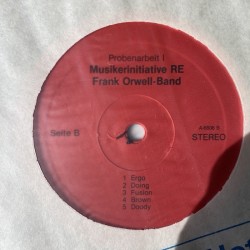 Probenarbeit I
Musikerinitiative RE
Frank Orwell-Band
Seite B
STEREO
1 Ergo
2 Doing
3 Fusion
4 Brown
5 Doody